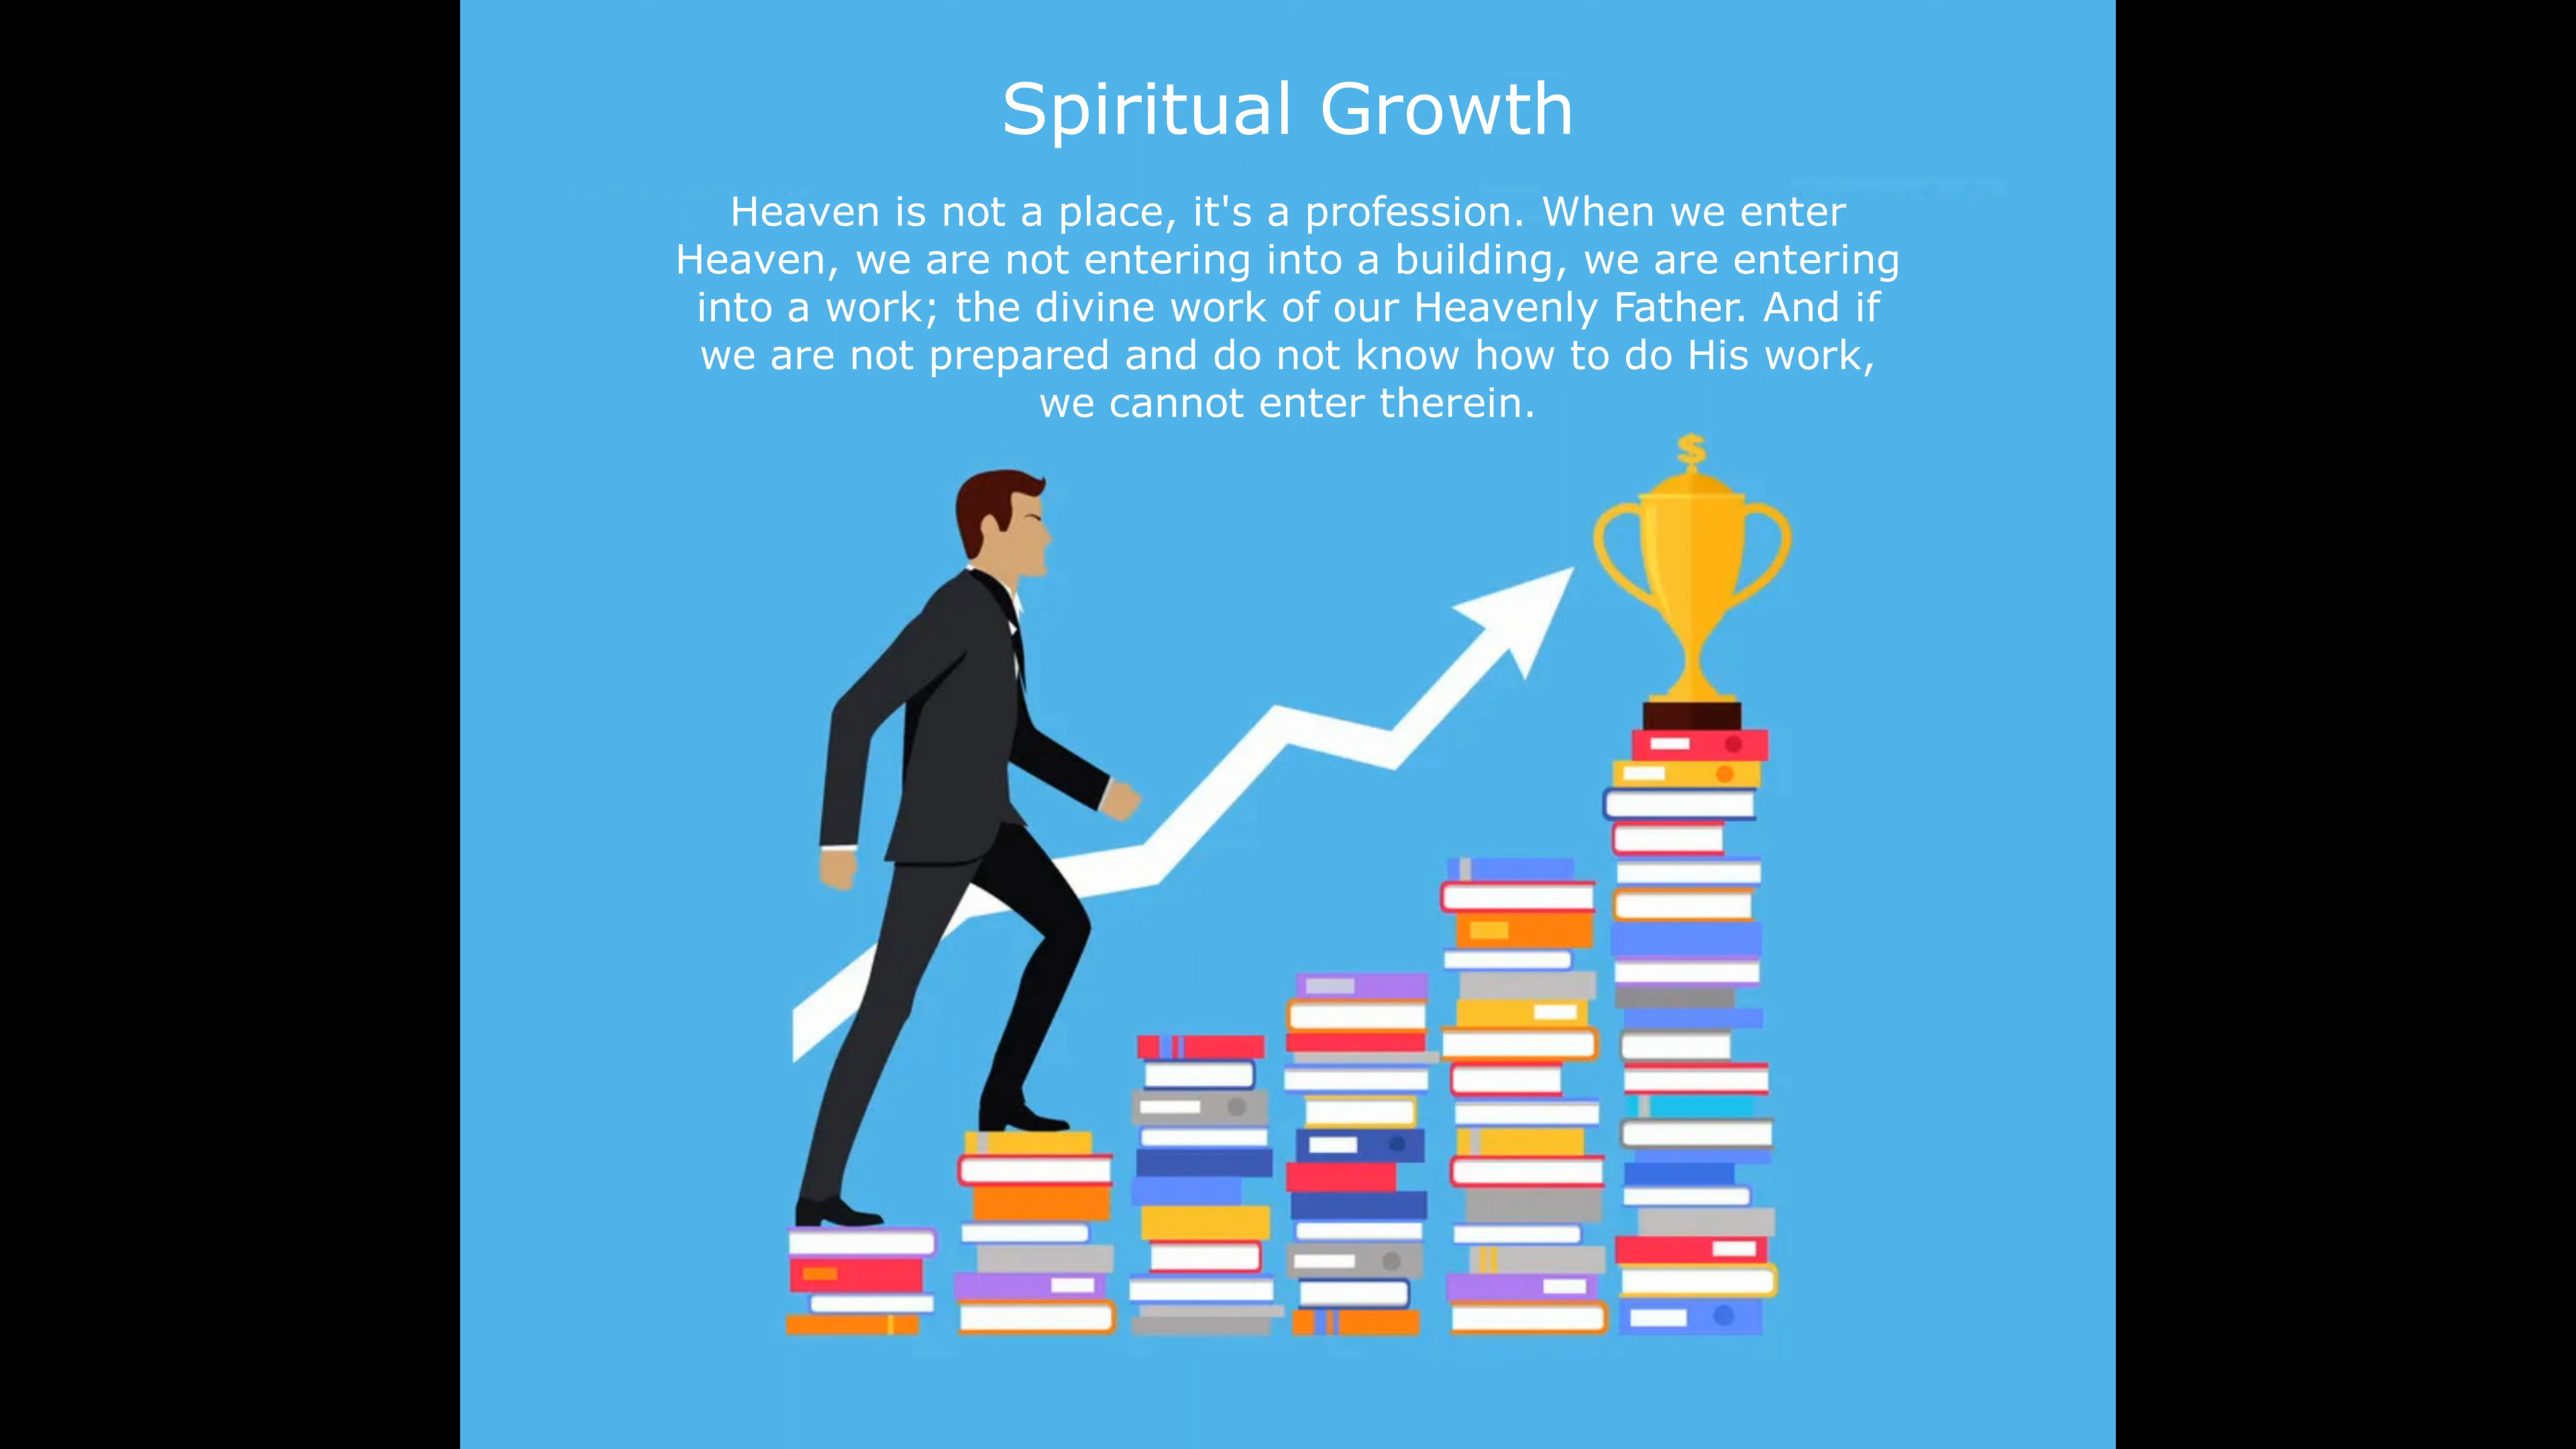 Spiritual Growth
Heaven is not a place, it's a profession. When we enter
Heaven, we are not entering into a building, we are entering
into a work; the divine work of our Heavenly Father. And if
we are not prepared and do not know how to do His work,
we cannot enter therein.
$